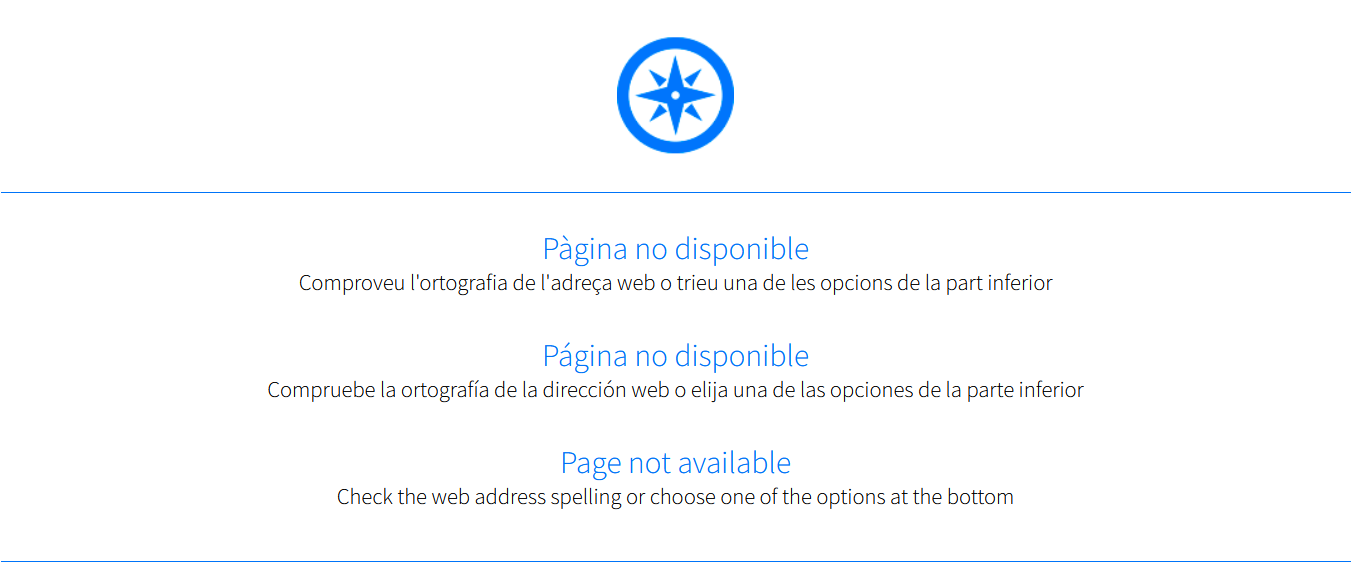 Pàgina no disponible
Comproveu l'ortografia de l'adreça web o trieu una de les opcions de la part inferior
Página no disponible
Compruebe la ortografía de la dirección web o elija una de las opciones de la parte inferior
Page not available
Check the web address spelling or choose one of the options at the bottom